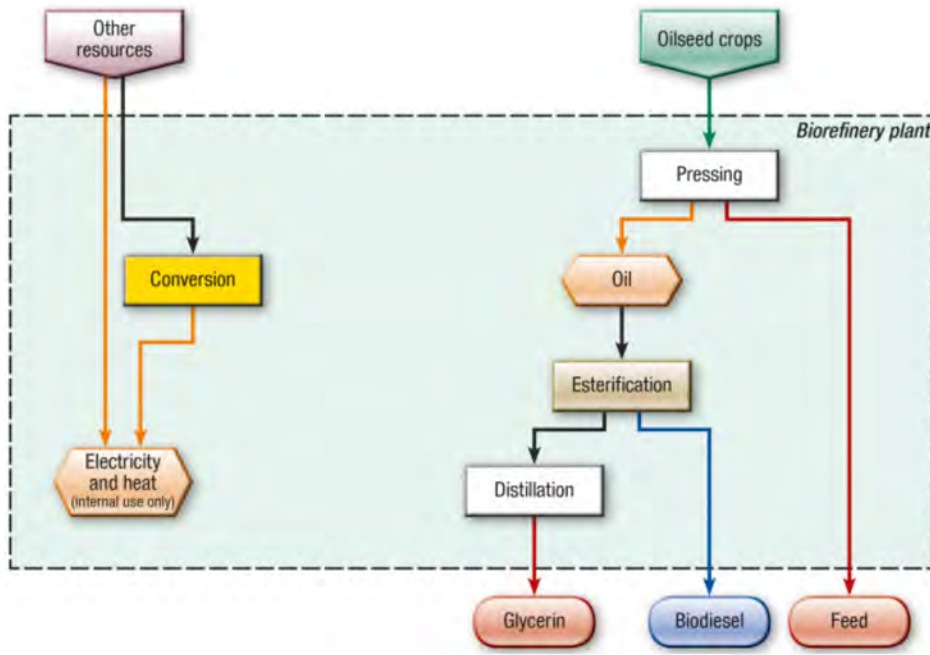 Other
resources
Oilseed crops
Biorefinery plant
Pressing
Conversion
Oil
Esterification
Electricity
and heat
(internal use only)
Distillation
Glycerin
Biodiesel
Feed